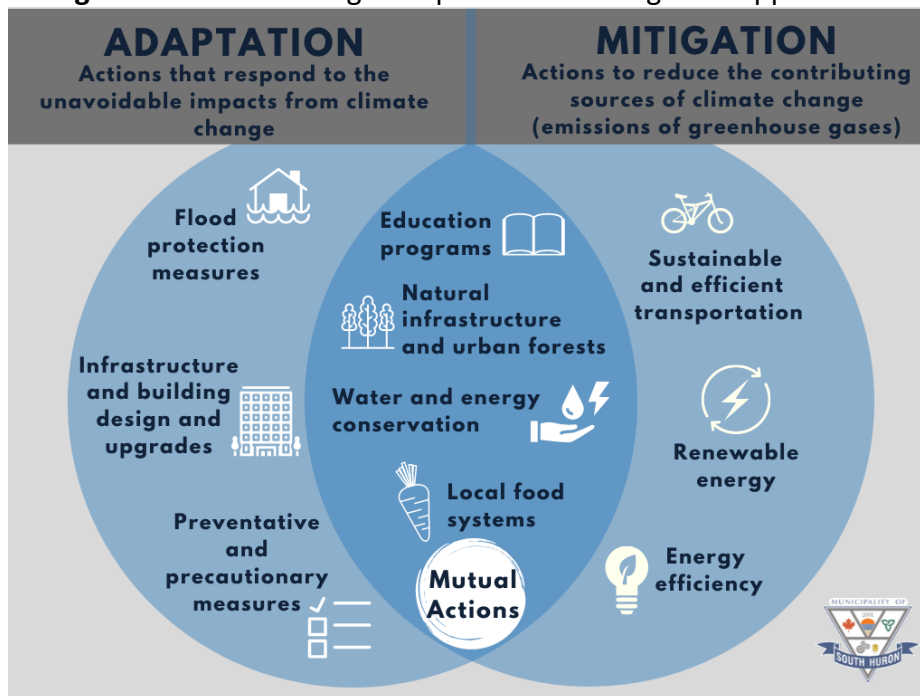 ADAPTATION
Actions that respond to the
unavoidable impacts from climate
change
MITIGATION
Actions to reduce the contributing
sources of climate change
(emissions of greenhouse gases)
Flood
protection
measures
Infrastructure
and building
design and
upgrades
Preventative
and
precautionary
measures
Education
programs
Natural
infrastructure
and urban forests
Water and energy
conservation
Local food
systems
Mutual
Actions
Sustainable
and efficient
transportation
Renewable
energy
Energy
efficiency
MUNICIPALITY OF
2001
SOUTH HURON